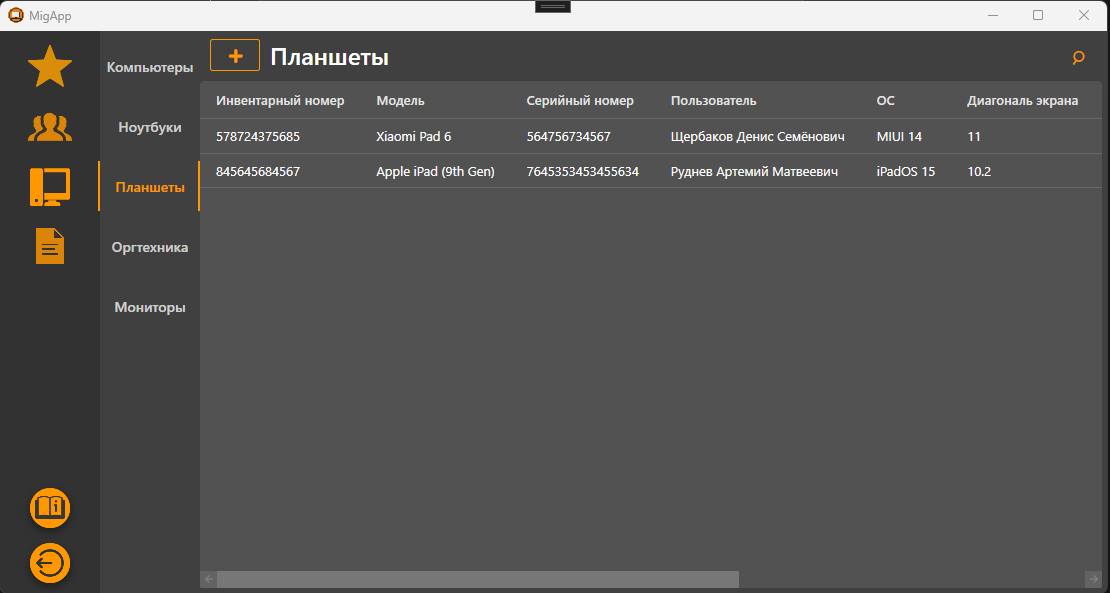 MigApp
Компьютеры
Ноутбуки
Планшеты
Оргтехника
Мониторы
+ Планшеты
Инвентарный номер Модель Серийный номер Пользователь ОС Диагональ экрана
578724375685 Xiaomi Pad 6 564756734567 Щербаков Денис Семёнович MIUI 14 11
845645684567 Apple iPad (9th Gen) 7645353453455634 Руднев Артемий Матвеевич iPadOS 15 10.2